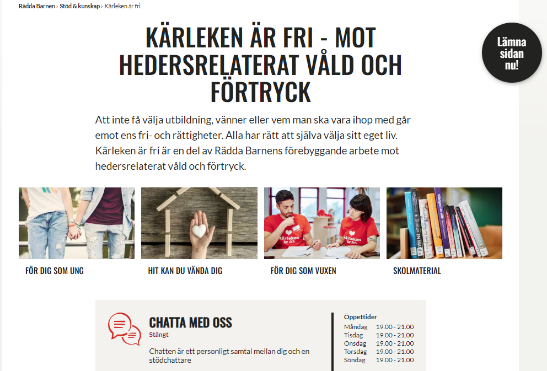 Rädda Barnen › Stöd & kunskap › Kärleken är fri
KÄRLEKEN ÄR FRI - MOT
HEDERSRELATERAT VÅLD OCH
FÖRTRYCK
Lämna
sidan
nu!
Att inte få välja utbildning, vänner eller vem man ska vara ihop med går
emot ens fri- och rättigheter. Alla har rätt att själva välja sitt eget liv.
Kärleken är fri är en del av Rädda Barnens förebyggande arbete mot
hedersrelaterat våld och förtryck.
FÖR DIG SOM UNG
HIT KAN DU VÄNDA DIG
FÖR DIG SOM VUXEN
SKOLMATERIAL
CHATTA MED OSS
Stängt
Chatten är ett personligt samtal mellan dig och en
stödchattare
Öppettider
Måndag 19.00 - 21.00
Tisdag 19.00 - 21.00
Onsdag 19.00 - 21.00
Torsdag 19.00 - 21.00
Söndag 19.00 - 21.00